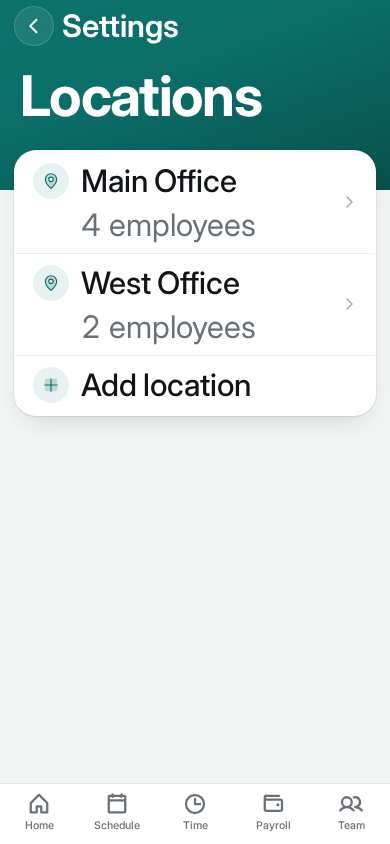 Settings
Locations
Main Office
4 employees
West Office
2 employees
Add location
Home
Schedule
Time
Payroll
Team